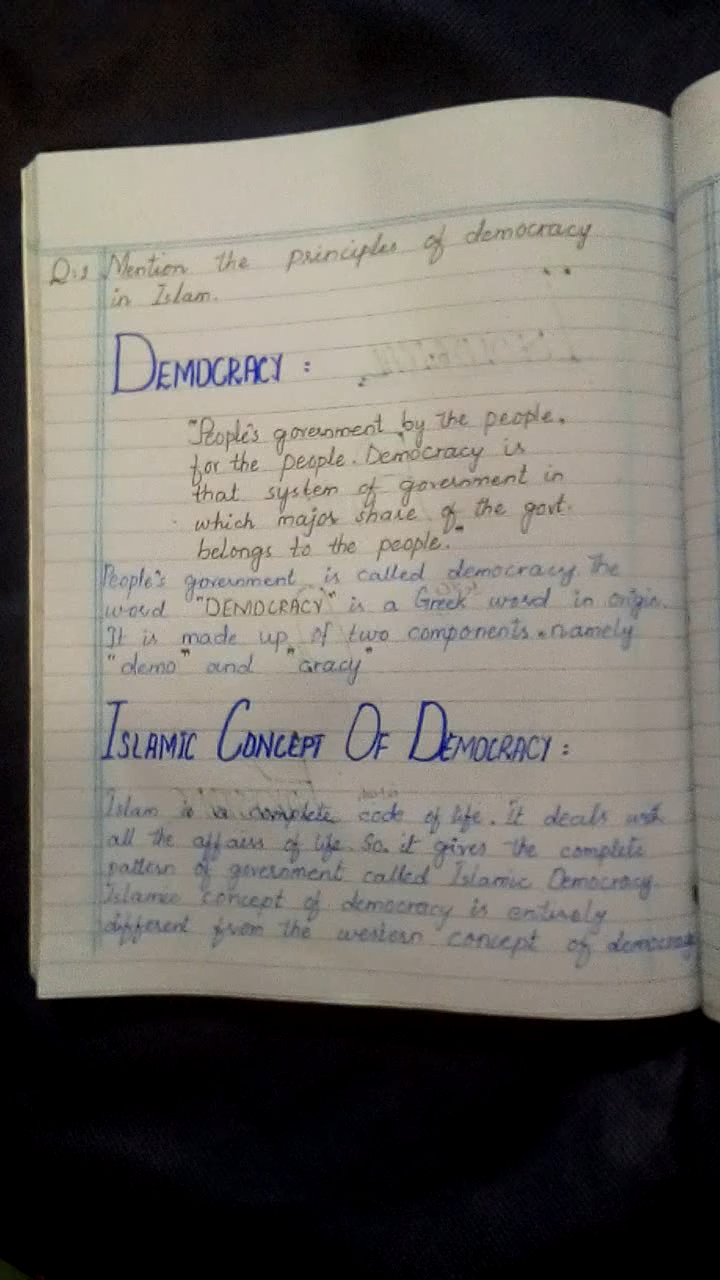 Q:1 Mention the principles of democracy
in Islam.
DEMOCRACY :
"People's government by the people,
for the people. Democracy is
that system of government in
which major share of the govt.
belongs to the people."
People's government is called democracy. The
word "DEMOCRACY" is a Greek word in origin.
It is made up of two components, namely
"demo" and "cracy"
ISLAMIC CONCEPT OF DEMOCRACY :
Islam is a complete code of life. It deals with
all the affairs of life. So, it gives the complete
pattern of government called Islamic Democracy.
Islamic concept of democracy is entirely
different from the western concept of democracy